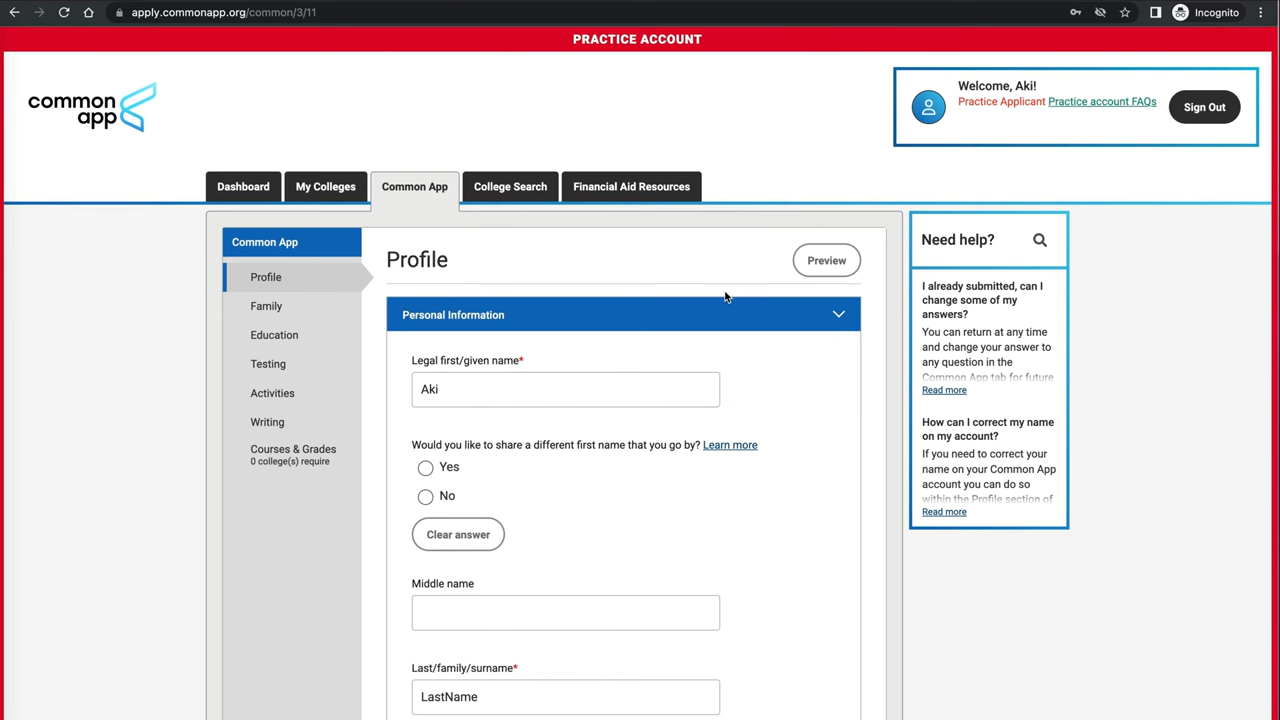 apply.commonapp.org/common/3/11
Incognito
PRACTICE ACCOUNT
common
app
Welcome, Aki!
Practice Applicant Practice account FAQs
Sign Out
Dashboard
My Colleges
Common App
College Search
Financial Aid Resources
Common App
Profile
Family
Education
Testing
Activities
Writing
Courses & Grades
0 college(s) require
Profile
Preview
Personal Information
Legal first/given name*
Aki
Would you like to share a different first name that you go by? Learn more
Yes
No
Clear answer
Middle name
Last/family/surname*
LastName
Need help?
I already submitted, can I
change some of my
answers?
You can return at any time
and change your answer to
any question in the
Common App tab for future
Read more
How can I correct my name
on my account?
If you need to correct your
name on your Common App
account you can do so
within the Profile section of
Read more